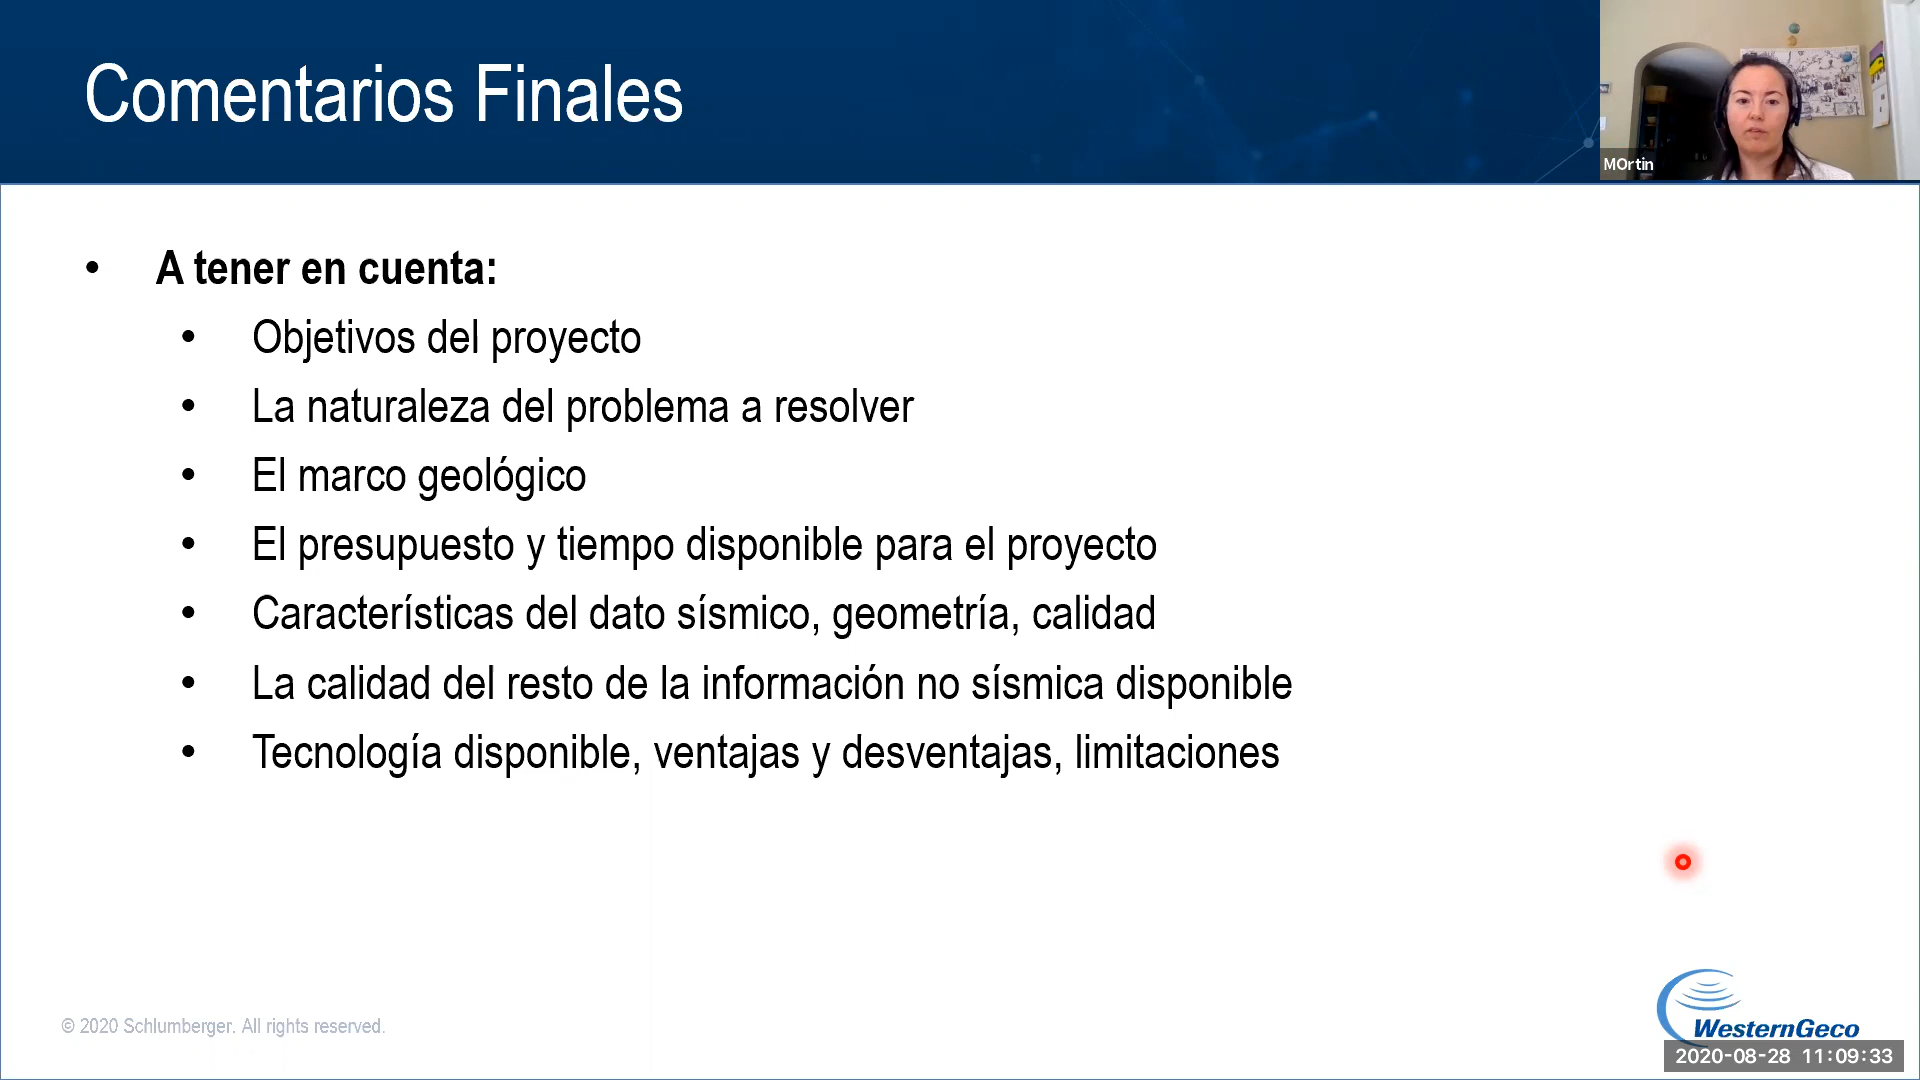 Comentarios Finales
MOrtin
• A tener en cuenta:
• Objetivos del proyecto
• La naturaleza del problema a resolver
• El marco geológico
• El presupuesto y tiempo disponible para el proyecto
• Características del dato sísmico, geometría, calidad
• La calidad del resto de la información no sísmica disponible
• Tecnología disponible, ventajas y desventajas, limitaciones
© 2020 Schlumberger. All rights reserved.
WesternGeco
2020-08-28 11:09:33